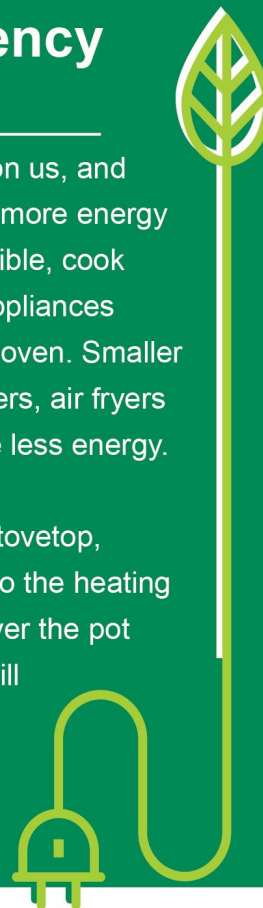 ency
on us, and
more energy
ible, cook
ppliances
oven. Smaller
ers, air fryers
e less energy.
tovetop,
o the heating
ver the pot
ill